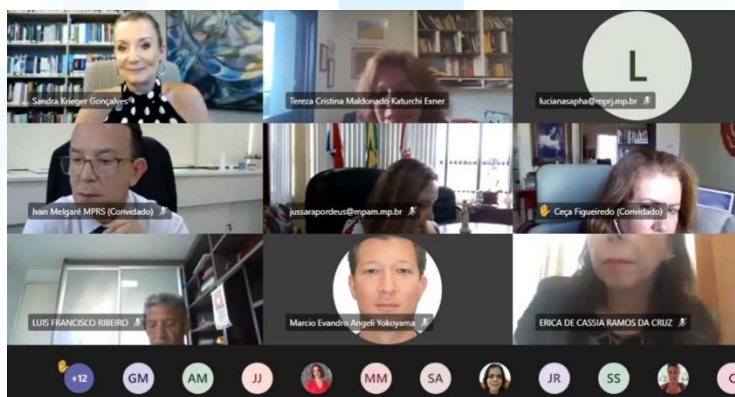 Sandra Krieger Gonçalves
Tereza Cristina Maldonado Katurchi Exner
L
lucianasapha@mprj.mp.br
Ivan Melgaré MPRS (Convidado)
jussarapordeus@mpam.mp.br
Ceça Figueiredo (Convidado)
LUIS FRANCISCO RIBEIRO
Marcio Evandro Angeli Yokoyama
ERICA DE CASSIA RAMOS DA CRUZ
+12
GM
AM
JJ
MM
SA
JR
SS